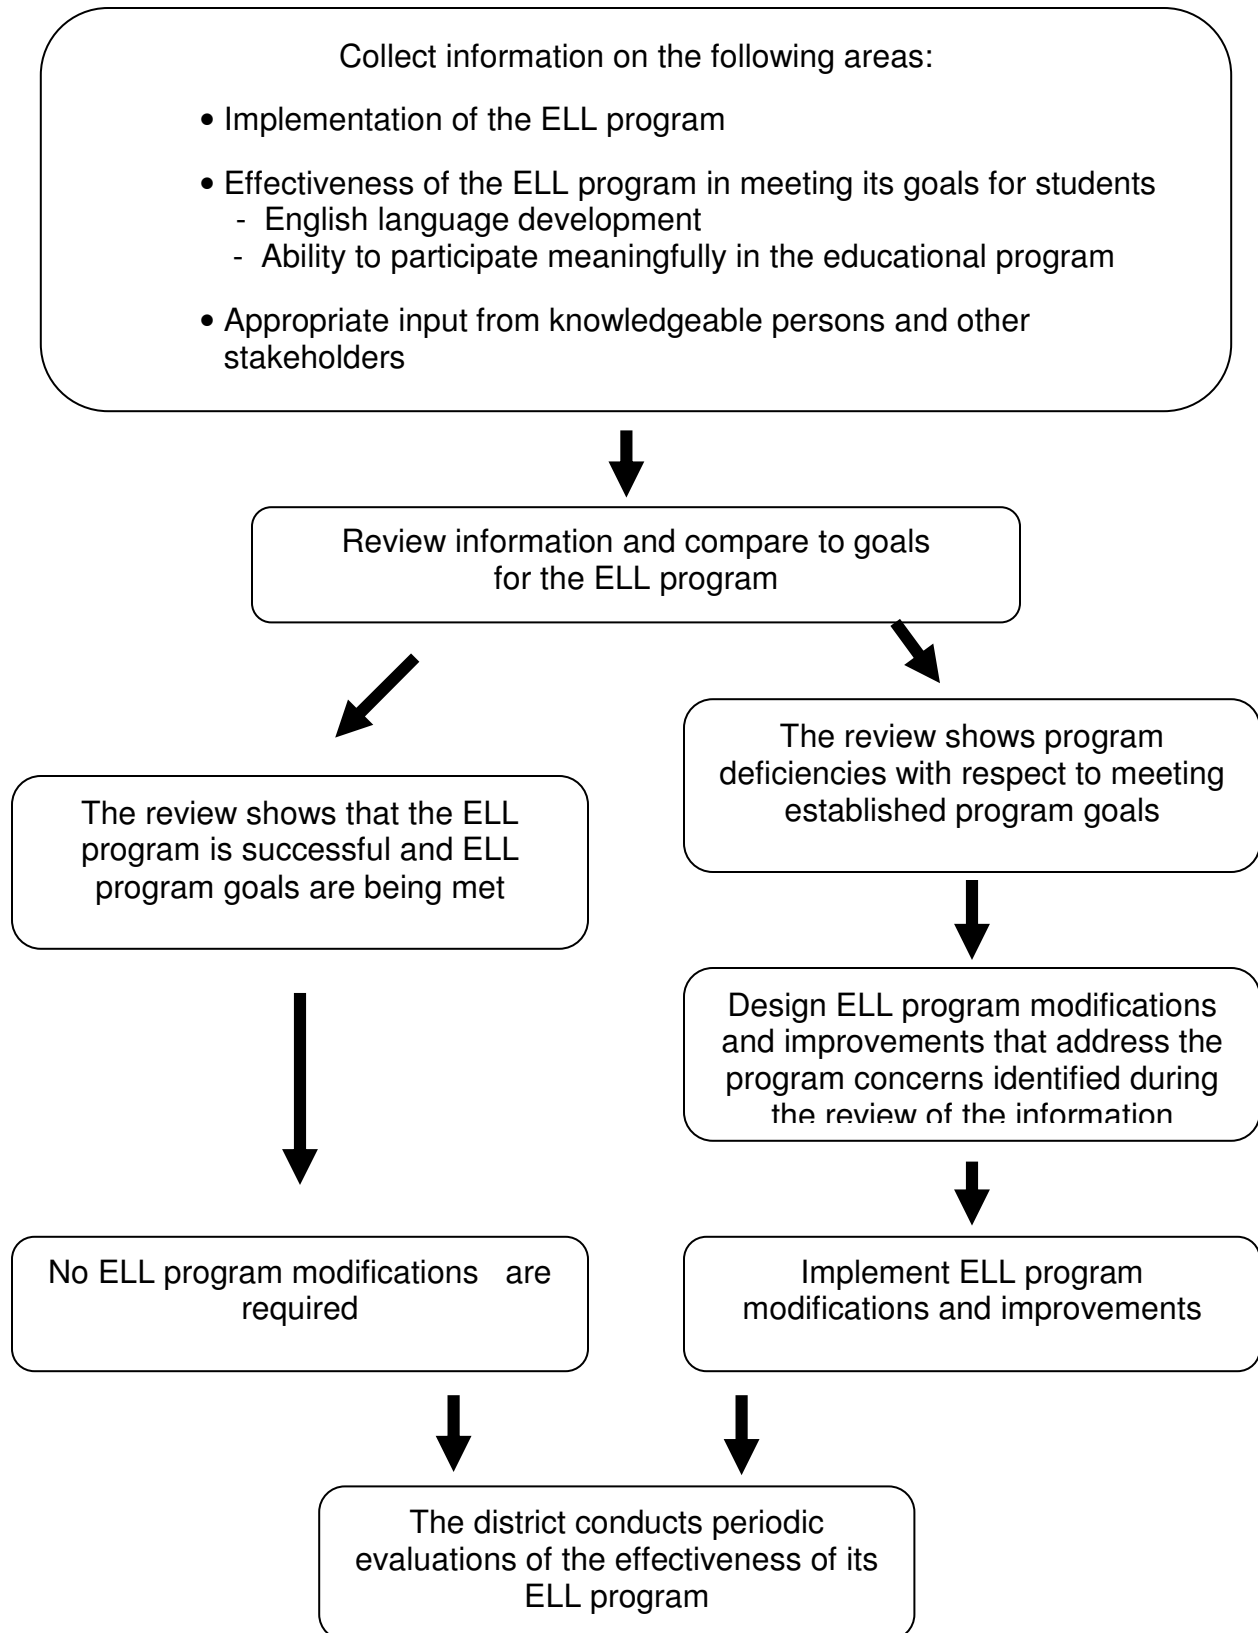 Collect information on the following areas:
• Implementation of the ELL program
• Effectiveness of the ELL program in meeting its goals for students
- English language development
- Ability to participate meaningfully in the educational program
• Appropriate input from knowledgeable persons and other
stakeholders
Review information and compare to goals
for the ELL program
The review shows that the ELL
program is successful and ELL
program goals are being met
No ELL program modifications are
required
The review shows program
deficiencies with respect to meeting
established program goals
Design ELL program modifications
and improvements that address the
program concerns identified during
the review of the information
Implement ELL program
modifications and improvements
The district conducts periodic
evaluations of the effectiveness of its
ELL program